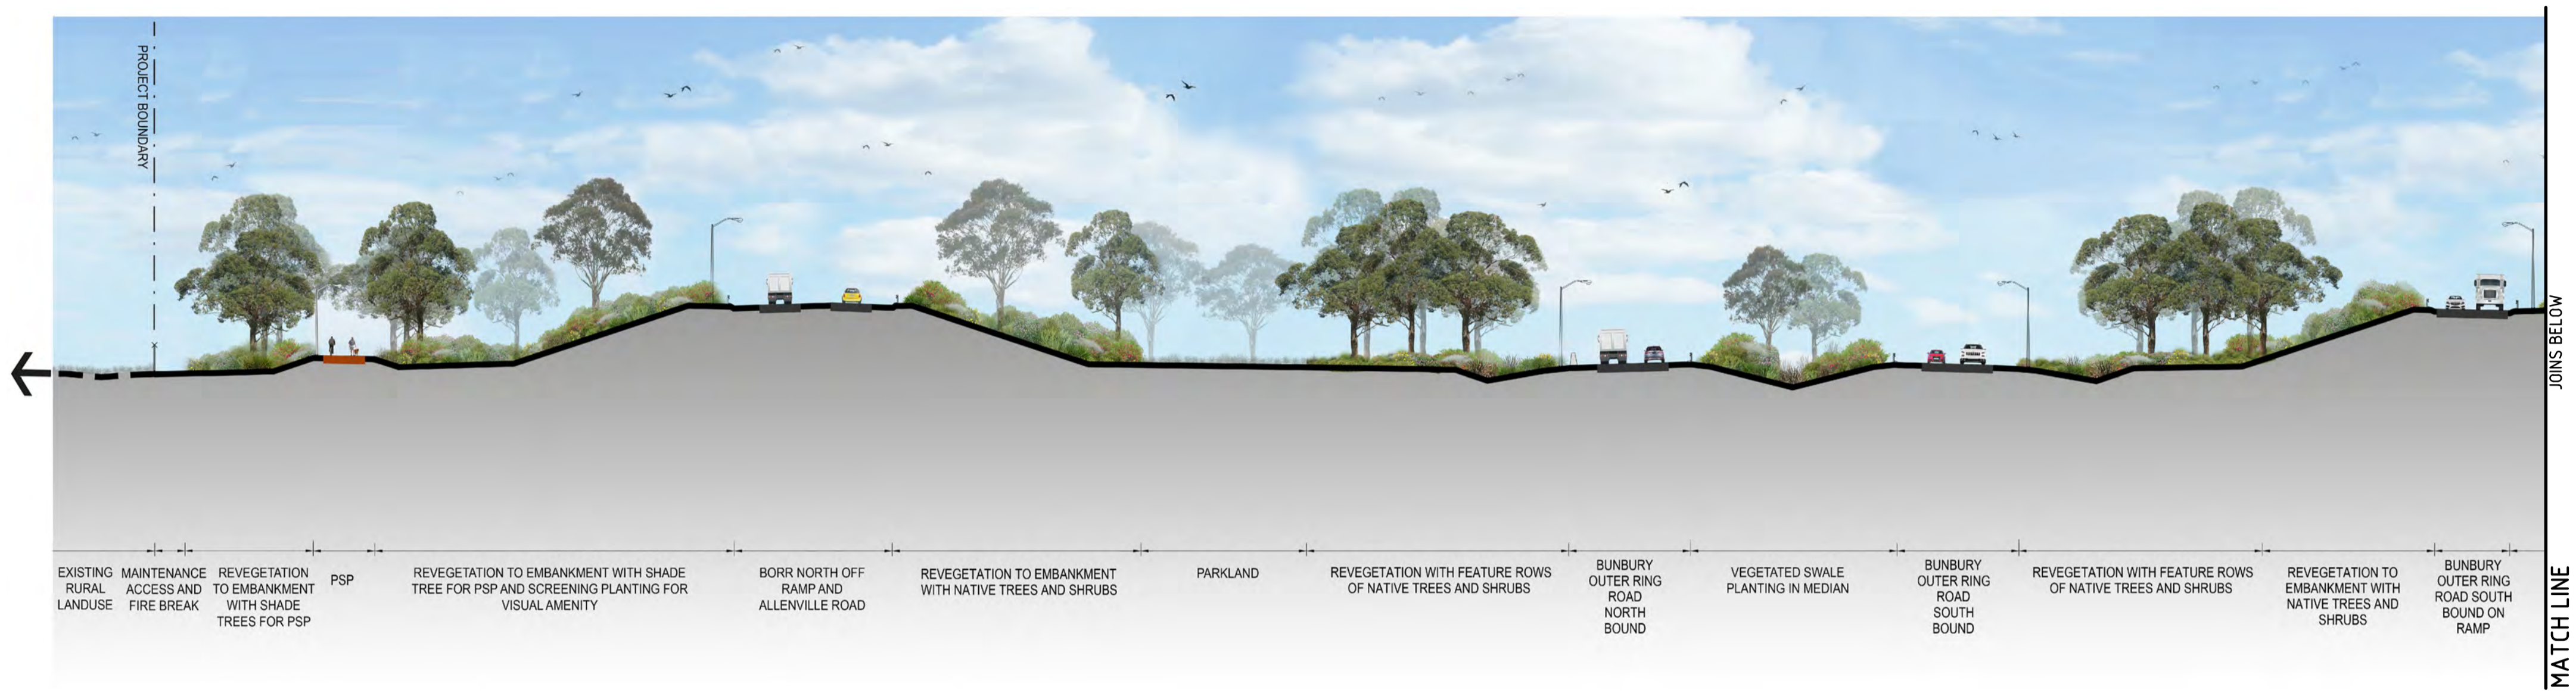 PROJECT BOUNDARY
EXISTING
RURAL
LANDUSE
MAINTENANCE
ACCESS AND
FIRE BREAK
REVEGETATION
TO EMBANKMENT
WITH SHADE
TREES FOR PSP
PSP
REVEGETATION TO EMBANKMENT WITH SHADE
TREE FOR PSP AND SCREENING PLANTING FOR
VISUAL AMENITY
BORR NORTH OFF
RAMP AND
ALLENVILLE ROAD
REVEGETATION TO EMBANKMENT
WITH NATIVE TREES AND SHRUBS
PARKLAND
REVEGETATION WITH FEATURE ROWS
OF NATIVE TREES AND SHRUBS
BUNBURY
OUTER RING
ROAD
NORTH
BOUND
VEGETATED SWALE
PLANTING IN MEDIAN
BUNBURY
OUTER RING
ROAD
SOUTH
BOUND
REVEGETATION WITH FEATURE ROWS
OF NATIVE TREES AND SHRUBS
REVEGETATION TO
EMBANKMENT WITH
NATIVE TREES AND
SHRUBS
BUNBURY
OUTER RING
ROAD SOUTH
BOUND ON
RAMP
MATCH LINE
JOINS BELOW